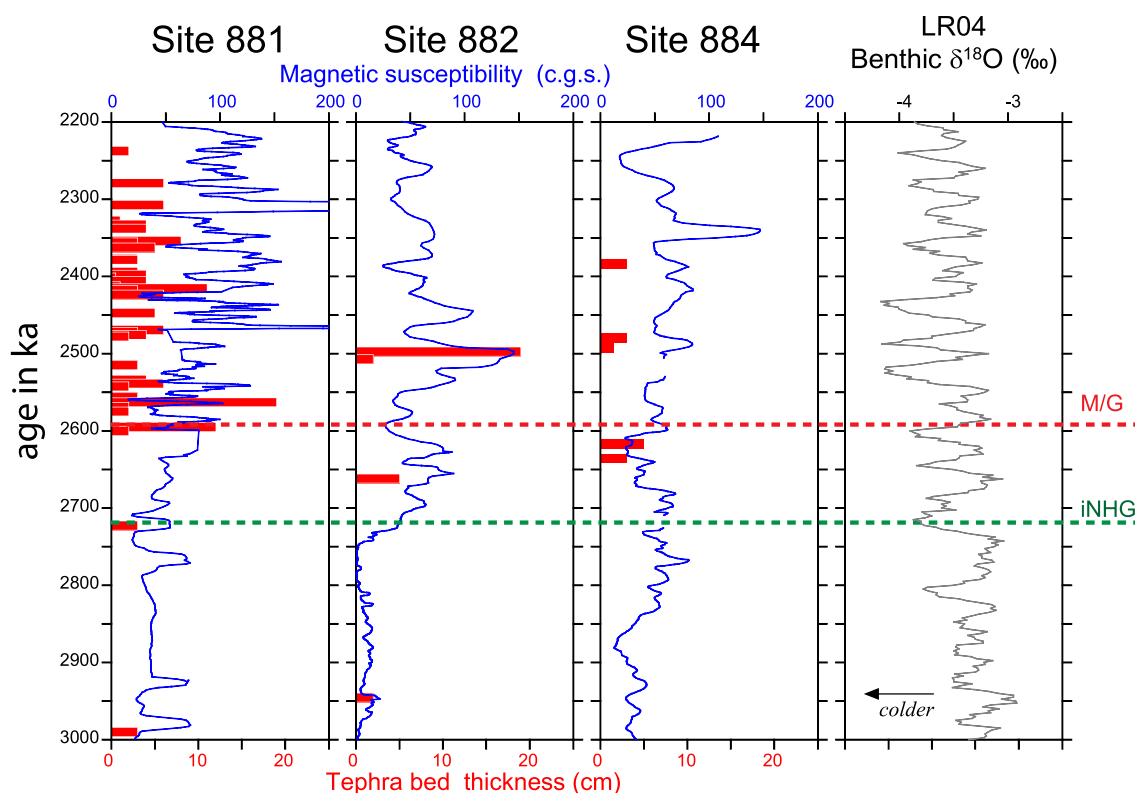 Site 881 Site 882 Site 884 LR04
Benthic δ18O (‰)
Magnetic susceptibility (c.g.s.)
0 100 200 0 100 200 0 100 200 -4 -3
age in ka
2200
2300
2400
2500
M/G
2600
2700
iNHG
2800
2900
colder
3000
0 10 20 0 10 20 0 10 20
Tephra bed thickness (cm)